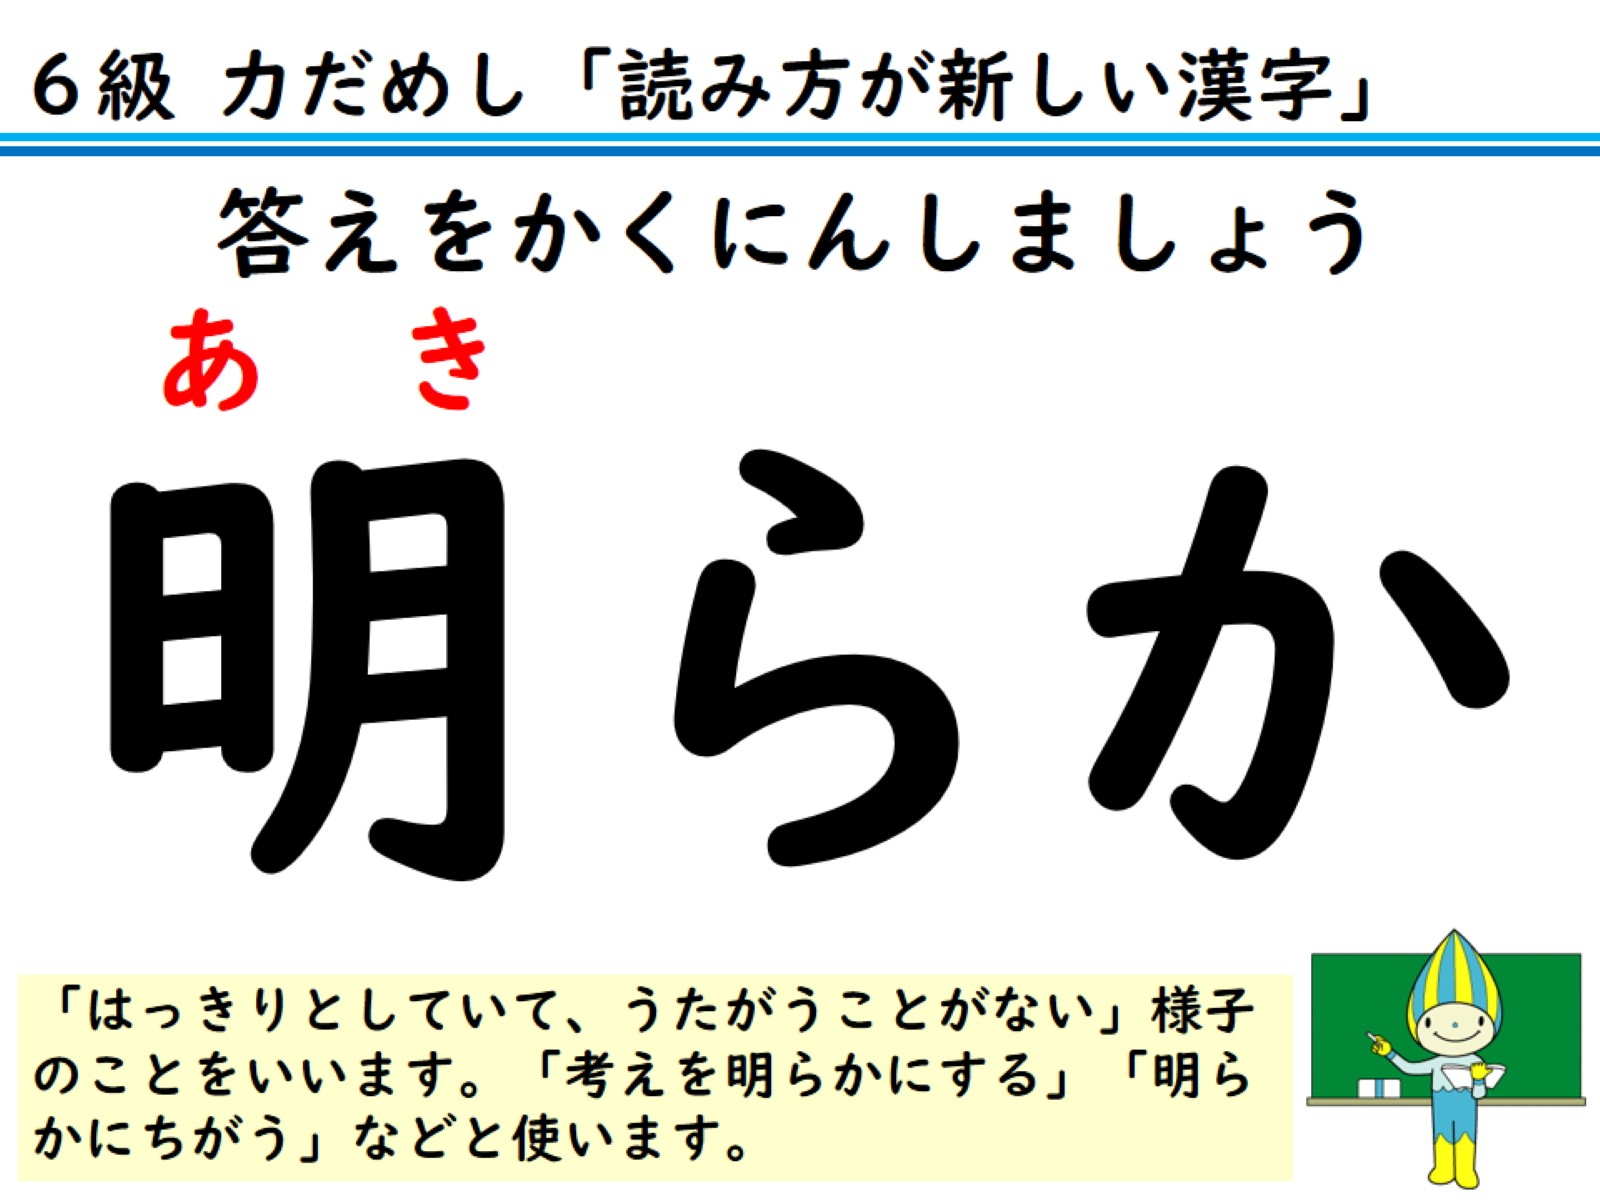 ６級 力だめし「読み方が新しい漢字」
答えをかくにんしましょう
あ き
明らか
「はっきりとしていて、うたがうことがない」様子
のことをいいます。「考えを明らかにする」「明ら
かにちがう」などと使います。